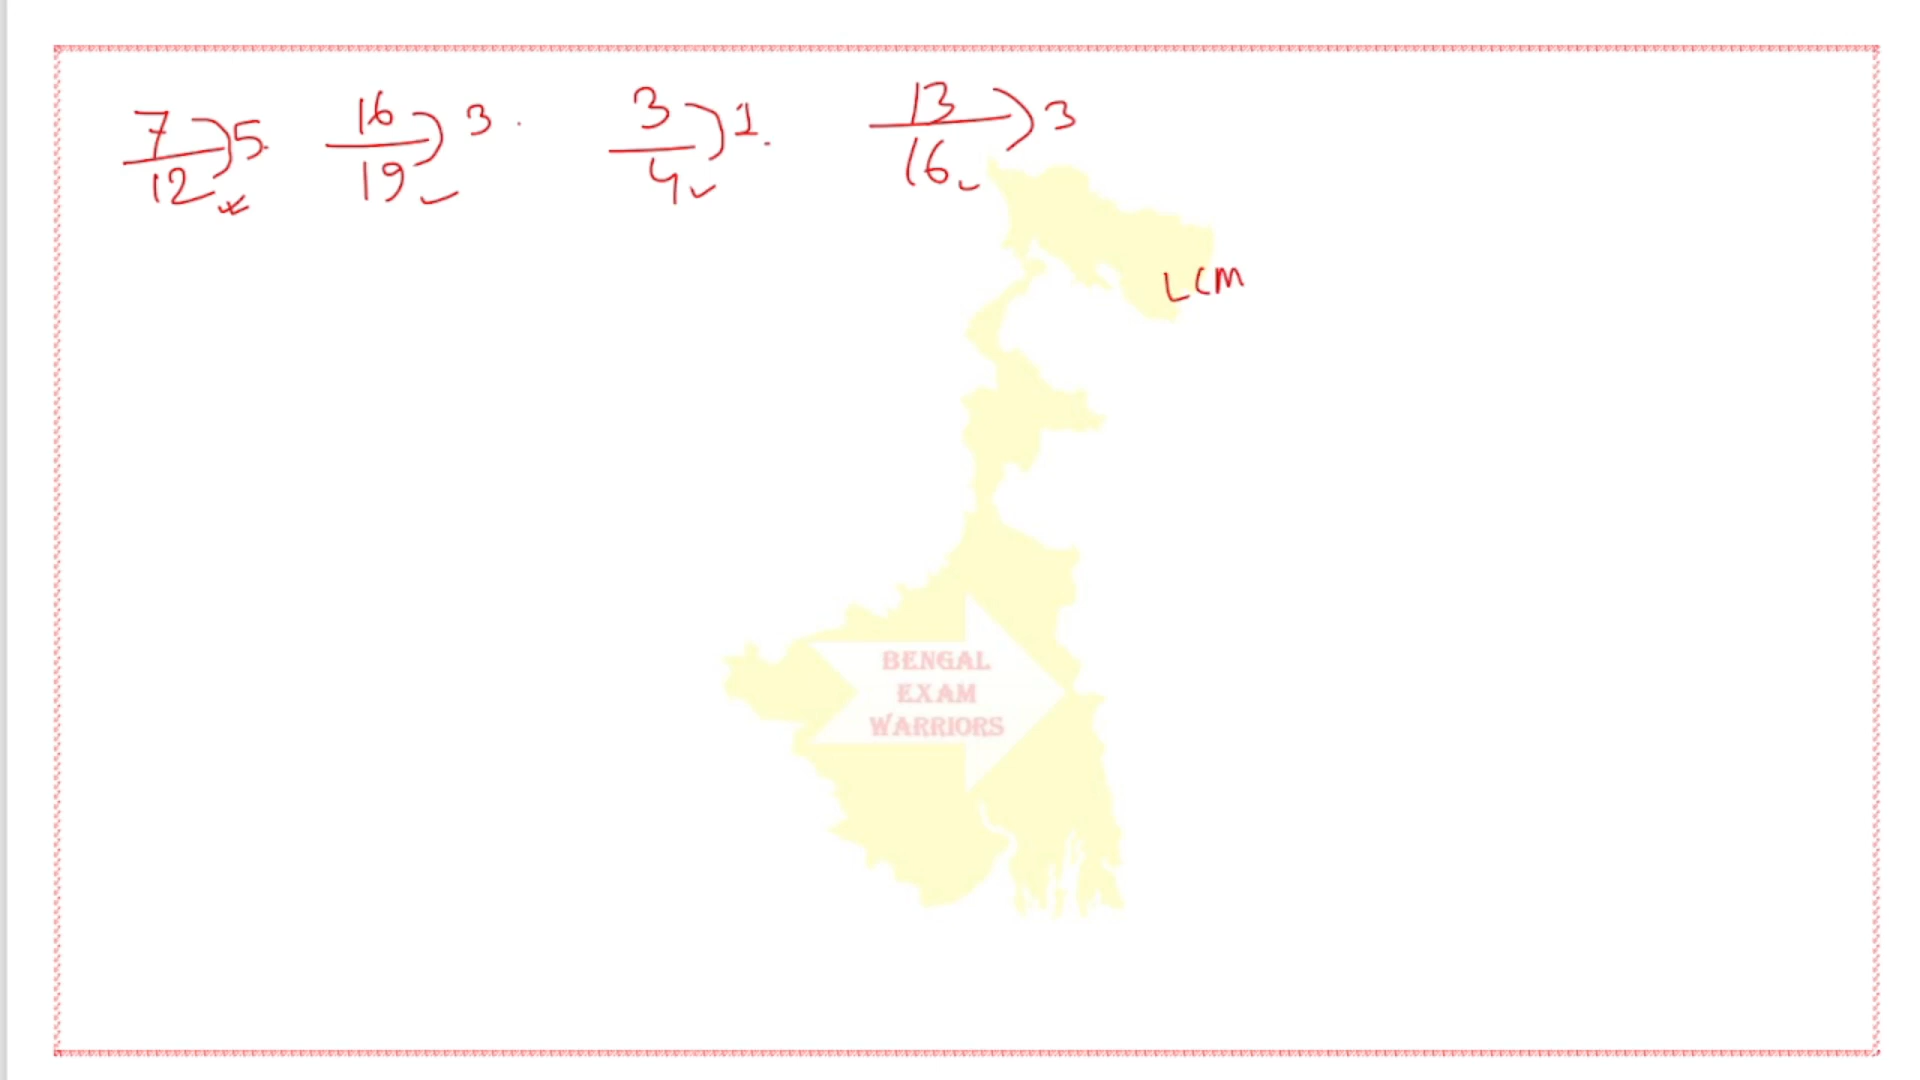 7/12 ) 5. 16/19 ) 3. 3/4 ) 1. 13/16 ) 3
LCM
BENGAL
EXAM
WARRIORS